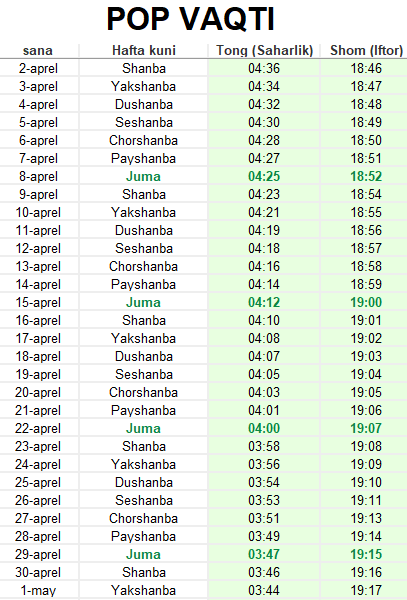 POP VAQTI
sana Hafta kuni Tong (Saharlik) Shom (Iftor)
2-aprel Shanba 04:36 18:46
3-aprel Yakshanba 04:34 18:47
4-aprel Dushanba 04:32 18:48
5-aprel Seshanba 04:30 18:49
6-aprel Chorshanba 04:28 18:50
7-aprel Payshanba 04:27 18:51
8-aprel Juma 04:25 18:52
9-aprel Shanba 04:23 18:54
10-aprel Yakshanba 04:21 18:55
11-aprel Dushanba 04:19 18:56
12-aprel Seshanba 04:18 18:57
13-aprel Chorshanba 04:16 18:58
14-aprel Payshanba 04:14 18:59
15-aprel Juma 04:12 19:00
16-aprel Shanba 04:10 19:01
17-aprel Yakshanba 04:08 19:02
18-aprel Dushanba 04:07 19:03
19-aprel Seshanba 04:05 19:04
20-aprel Chorshanba 04:03 19:05
21-aprel Payshanba 04:01 19:06
22-aprel Juma 04:00 19:07
23-aprel Shanba 03:58 19:08
24-aprel Yakshanba 03:56 19:09
25-aprel Dushanba 03:54 19:10
26-aprel Seshanba 03:53 19:11
27-aprel Chorshanba 03:51 19:13
28-aprel Payshanba 03:49 19:14
29-aprel Juma 03:47 19:15
30-aprel Shanba 03:46 19:16
1-may Yakshanba 03:44 19:17